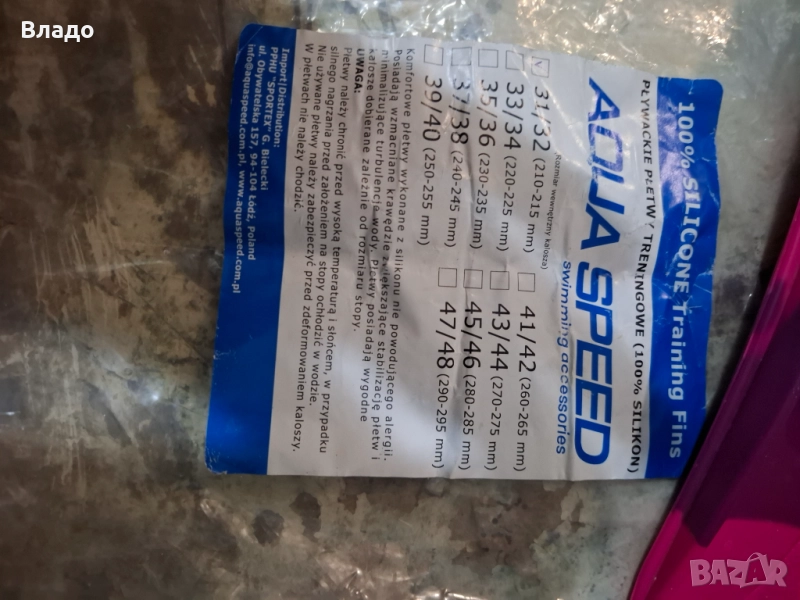 Владо
100% SILICONE Training Fins
PŁYWACKIE PŁETWY TRENINGOWE (100% SILIKON)
AQUA SPEED
swimming accessories
(Rozmiar wewnętrzny kalosza)
31/32 (210-215 mm)
33/34 (220-225 mm)
35/36 (230-235 mm)
37/38 (240-245 mm)
39/40 (250-255 mm)
41/42 (260-265 mm)
43/44 (270-275 mm)
45/46 (280-285 mm)
47/48 (290-295 mm)
Komfortowe płetwy wykonane z silikonu nie powodującego alergii.
Posiadają wzmacniane krawędzie zwiększające stabilizację płetw i
minimalizujące turbulencję wody. Płetwy posiadają wygodne
kalosze dobierane zależnie od rozmiaru stopy.
UWAGA:
Płetwy należy chronić przed wysoką temperaturą i słońcem, w przypadku
silnego nagrzania przed założeniem na stopy ochłodzić w wodzie.
Nie używane płetwy należy zabezpieczyć przed zdeformowaniem kaloszy.
W płetwach nie należy chodzić.
Import|Distribution:
PPHU "SPORTEX" G. Bielecki
ul. Obywatelska 157, 94-104 Łódź, Poland
info@aquaspeed.com.pl, www.aquaspeed.com.pl
BAZAR